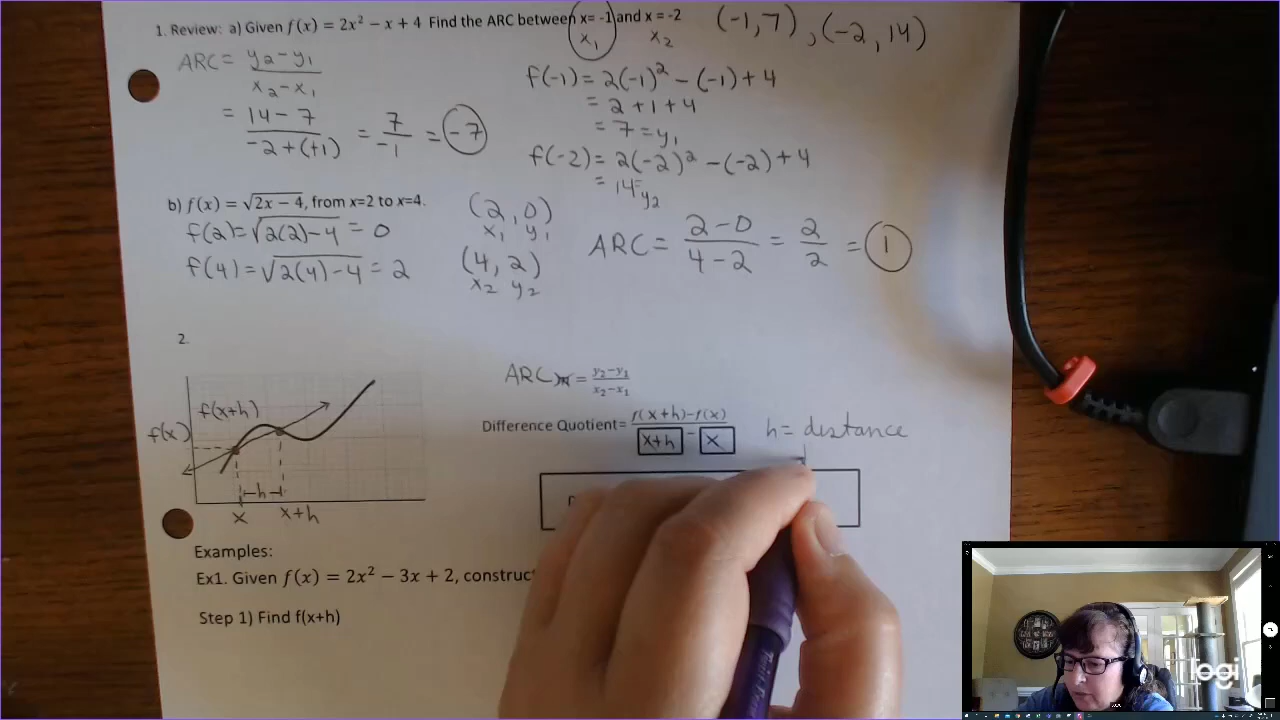 1. Review: a) Given f(x) = 2x² − x + 4 Find the ARC between x= -1 and x = -2
x₁ x₂
(-1,7), (-2,14)
ARC = y₂-y₁/x₂-x₁
= 14-7/-2+(+1) = 7/-1 = -7
f(-1) = 2(-1)² - (-1) + 4
= 2+1+4
= 7 = y₁
f(-2) = 2(-2)² - (-2) + 4
= 14 = y₂
b) f(x) = √2x − 4, from x=2 to x=4.
f(2) = √2(2)-4 = 0
f(4) = √2(4)-4 = 2
(2,0)
x₁ y₁
(4,2)
x₂ y₂
ARC = 2-0/4-2 = 2/2 = 1
2.
f(x+h)
f(x)
-h-
x x+h
ARC = y₂−y₁/x₂−x₁
Difference Quotient= f(x+h)-f(x)/x+h - x
h = distance
Examples:
Ex1. Given f(x) = 2x² − 3x + 2,
Step 1) Find f(x+h)
logi